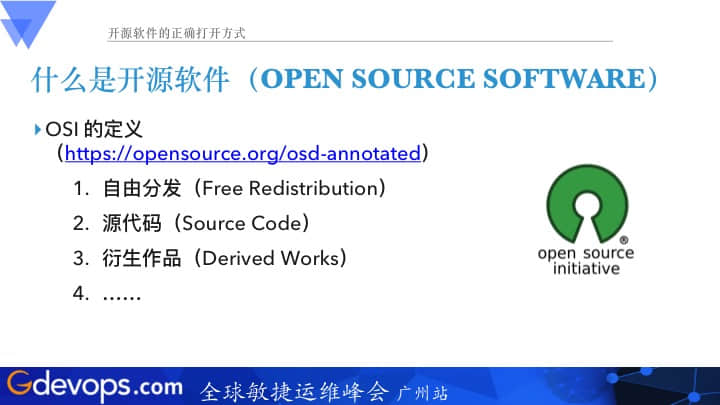 开源软件的正确打开方式
什么是开源软件（OPEN SOURCE SOFTWARE）
OSI 的定义
（https://opensource.org/osd-annotated）
1. 自由分发（Free Redistribution）
2. 源代码（Source Code）
3. 衍生作品（Derived Works）
4. ……
open source
initiative®
Gdevops.com 全球敏捷运维峰会 广州站